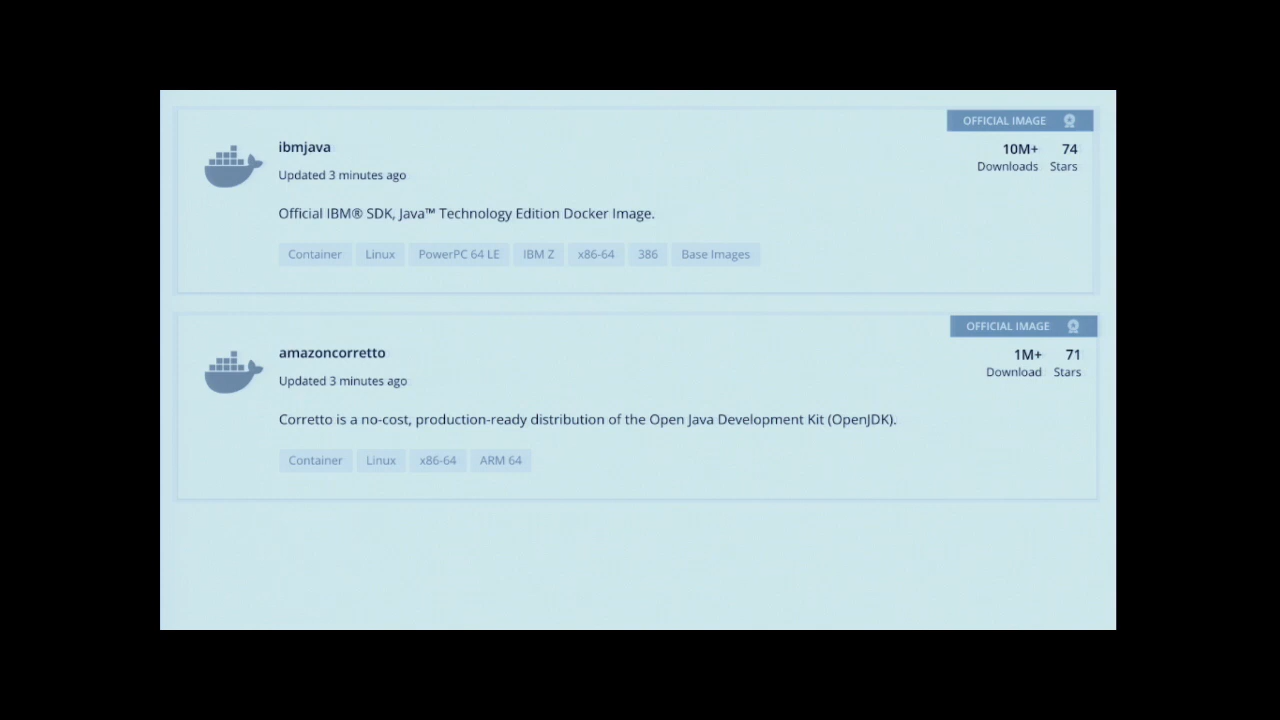 OFFICIAL IMAGE
ibmjava
10M+ 74
Downloads Stars
Updated 3 minutes ago
Official IBM® SDK, Java™ Technology Edition Docker Image.
Container Linux PowerPC 64 LE IBM Z x86-64 386 Base Images
OFFICIAL IMAGE
amazoncorretto
1M+ 71
Download Stars
Updated 3 minutes ago
Corretto is a no-cost, production-ready distribution of the Open Java Development Kit (OpenJDK).
Container Linux x86-64 ARM 64